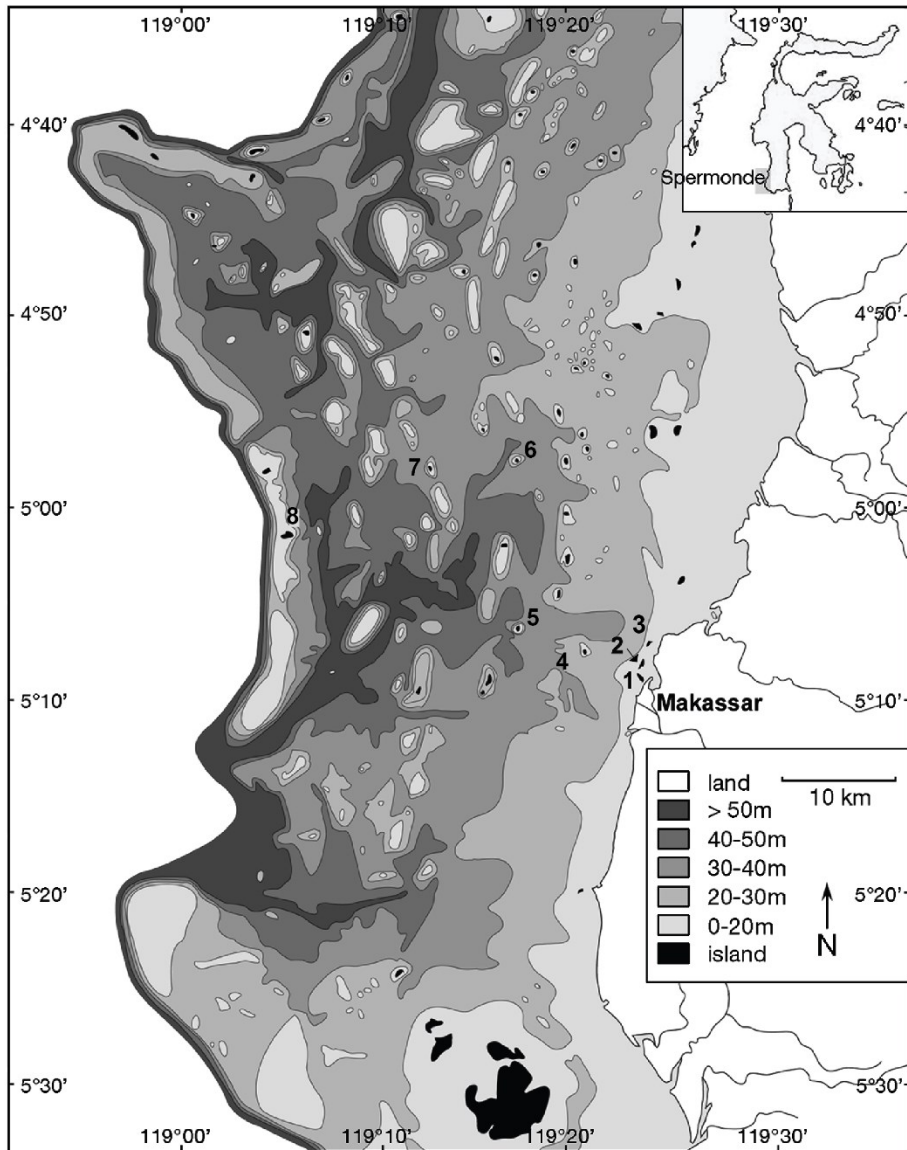 119°00' 119°10' 119°20' 119°30'
4°40' 4°40'
Spermonde
4°50' 4°50'
6
7
5°00' 5°00'
8
5
3
2
4
1
5°10' Makassar 5°10'
land
10 km
> 50m
40-50m
30-40m
5°20' 5°20'
20-30m
0-20m
N
island
5°30' 5°30'
119°00' 119°10' 119°20' 119°30'